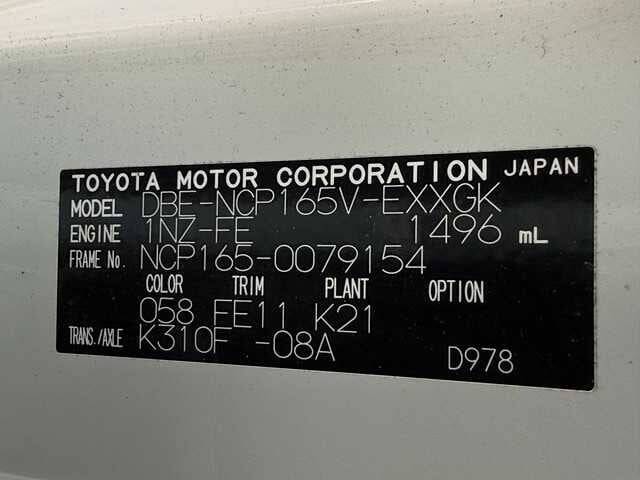 TOYOTA MOTOR CORPORATION JAPAN
MODEL DBE-NCP165V-EXXGK
ENGINE 1NZ-FE 1496 mL
FRAME No. NCP165-0079154
COLOR TRIM PLANT OPTION
058 FE11 K21
TRANS./AXLE K310F -08A D978